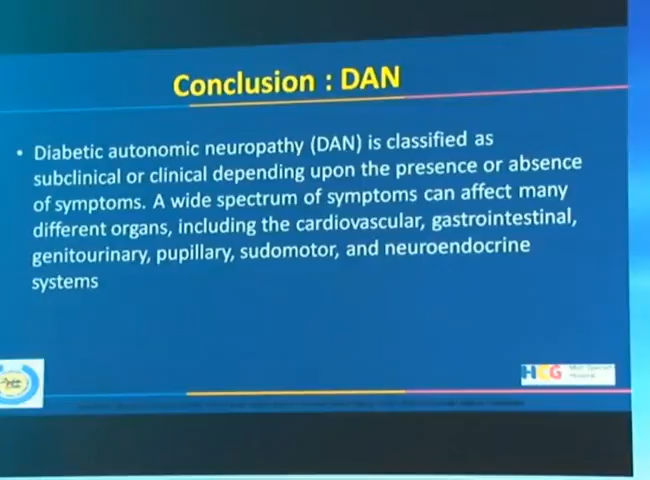 Conclusion : DAN
• Diabetic autonomic neuropathy (DAN) is classified as
subclinical or clinical depending upon the presence or absence
of symptoms. A wide spectrum of symptoms can affect many
different organs, including the cardiovascular, gastrointestinal,
genitourinary, pupillary, sudomotor, and neuroendocrine
systems
HCG